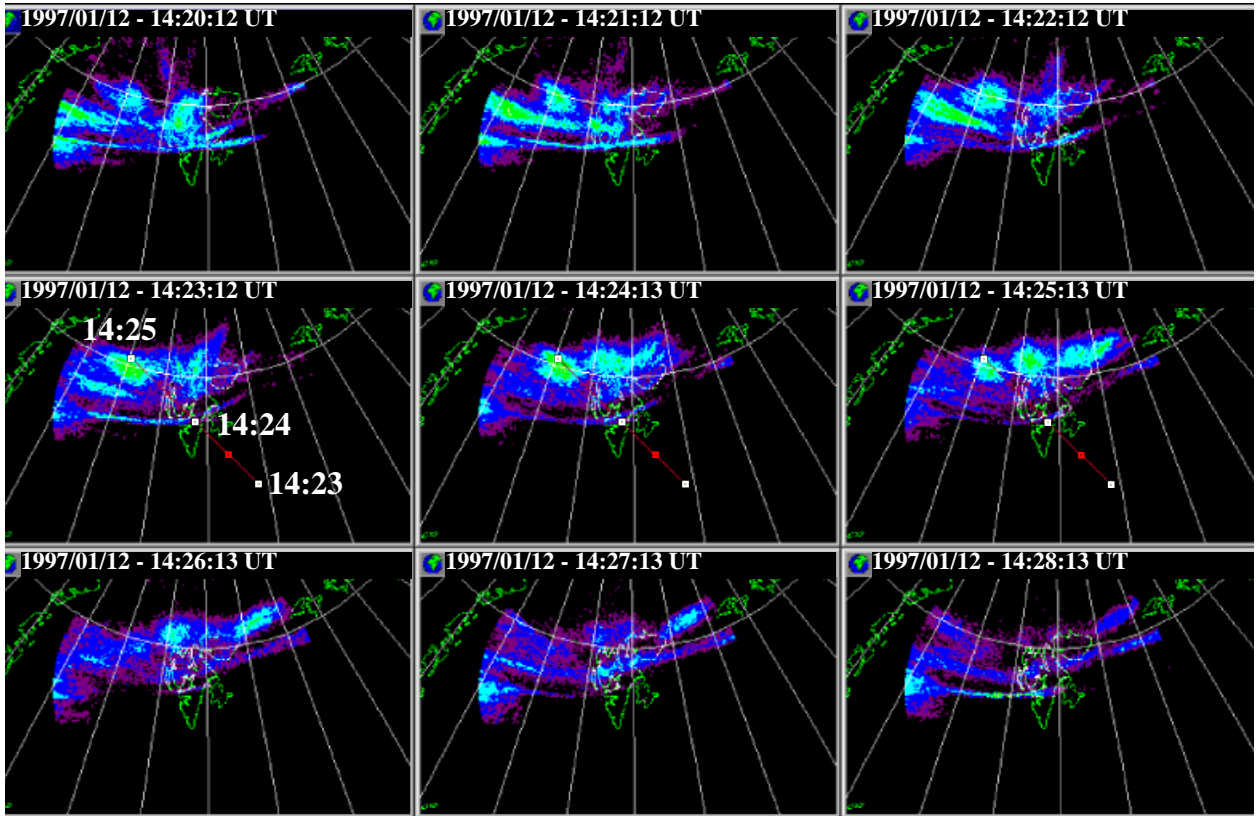 1997/01/12 - 14:20:12 UT
1997/01/12 - 14:21:12 UT
1997/01/12 - 14:22:12 UT
1997/01/12 - 14:23:12 UT
1997/01/12 - 14:24:13 UT
1997/01/12 - 14:25:13 UT
14:25
14:24
14:23
1997/01/12 - 14:26:13 UT
1997/01/12 - 14:27:13 UT
1997/01/12 - 14:28:13 UT